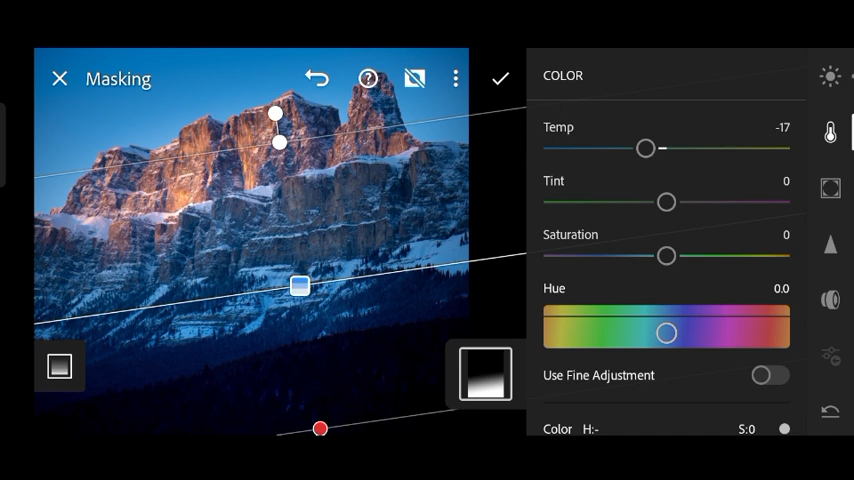 Masking
COLOR
Temp -17
Tint 0
Saturation 0
Hue 0.0
Use Fine Adjustment
Color H:- S:0